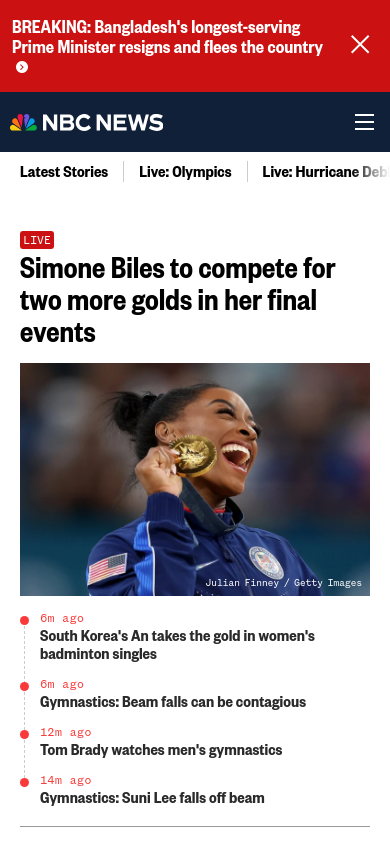 BREAKING: Bangladesh's longest-serving
Prime Minister resigns and flees the country
NBC NEWS
Latest Stories
Live: Olympics
Live: Hurricane Deb
LIVE
Simone Biles to compete for
two more golds in her final
events
Julian Finney / Getty Images
6m ago
South Korea's An takes the gold in women's
badminton singles
6m ago
Gymnastics: Beam falls can be contagious
12m ago
Tom Brady watches men's gymnastics
14m ago
Gymnastics: Suni Lee falls off beam